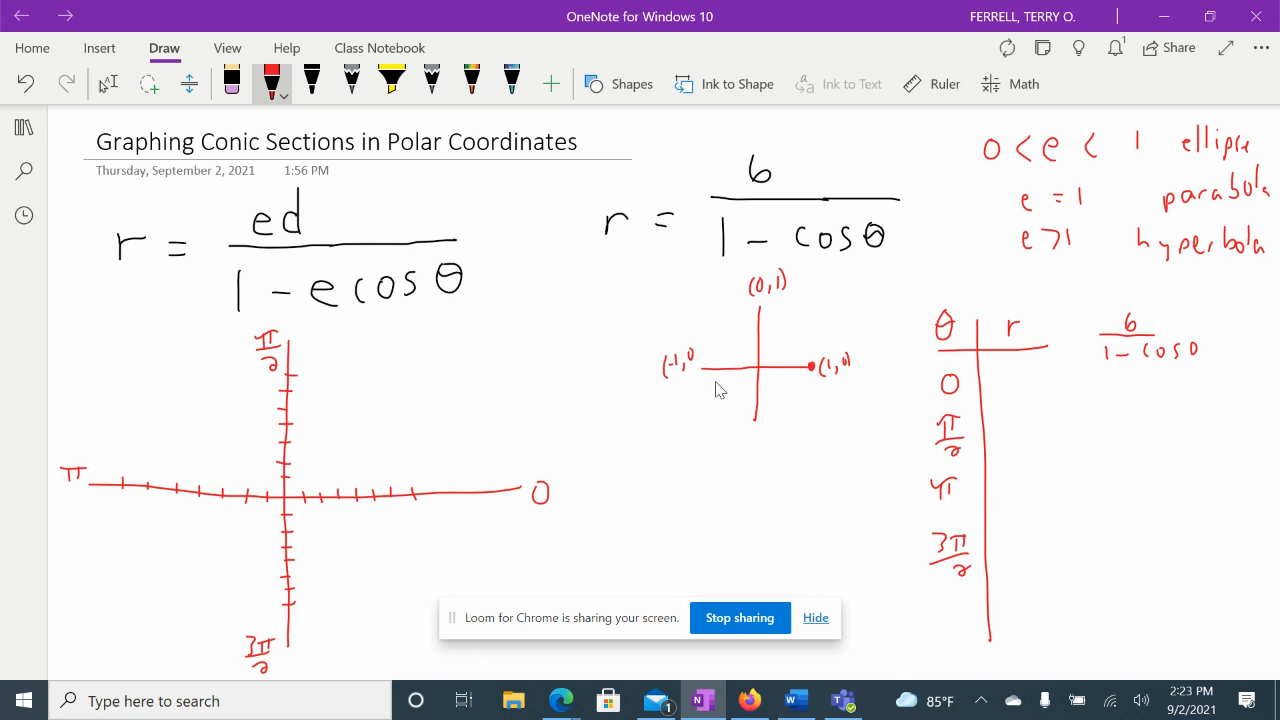 OneNote for Windows 10
FERRELL, TERRY O.
Home Insert Draw View Help Class Notebook
Share
Shapes Ink to Shape Ink to Text Ruler Math
Graphing Conic Sections in Polar Coordinates
Thursday, September 2, 2021 1:56 PM
r = ed / 1 - e cos θ
r = 6 / 1 - cos θ
0 < e < 1 ellipse
e = 1 parabola
e > 1 hyperbola
(0,1)
(-1,0
(1,0)
θ r
6 / 1 - cos θ
0
π/2
π
3π/2
π/2
π
0
3π/2
Loom for Chrome is sharing your screen. Stop sharing Hide
Type here to search
1
85°F
2:23 PM
9/2/2021